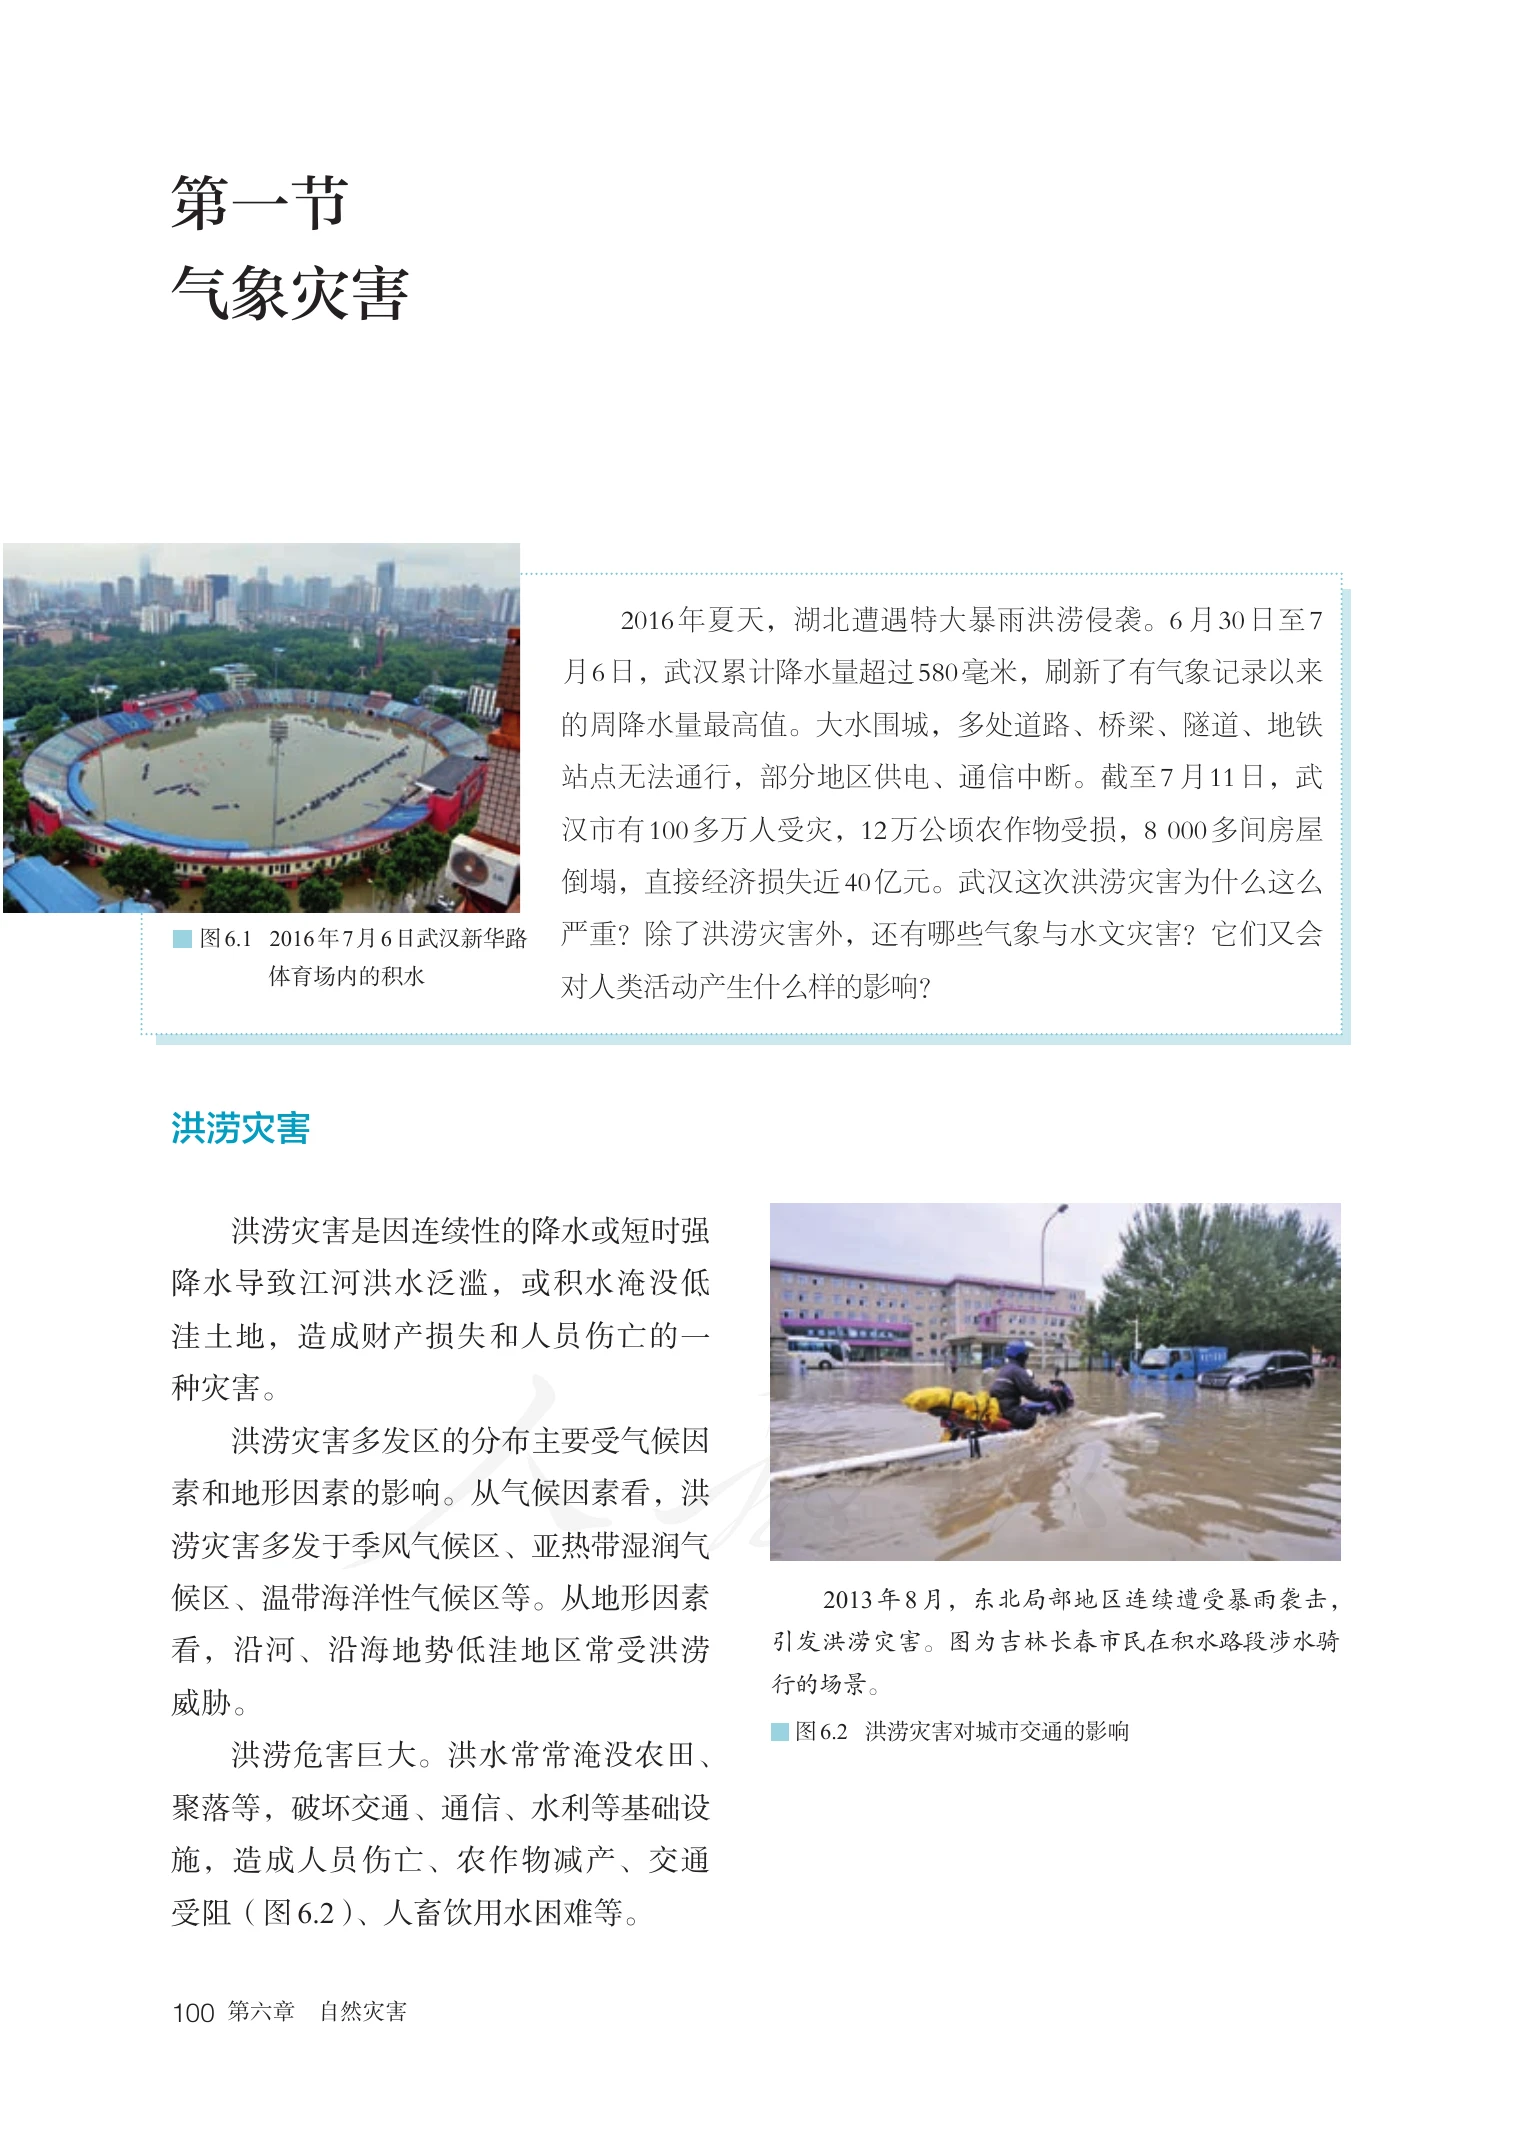 第一节
气象灾害
2016年夏天，湖北遭遇特大暴雨洪涝侵袭。6月30日至7
月6日，武汉累计降水量超过580毫米，刷新了有气象记录以来
的周降水量最高值。大水围城，多处道路、桥梁、隧道、地铁
站点无法通行，部分地区供电、通信中断。截至7月11日，武
汉市有100多万人受灾，12万公顷农作物受损，8 000多间房屋
倒塌，直接经济损失近40亿元。武汉这次洪涝灾害为什么这么
严重？除了洪涝灾害外，还有哪些气象与水文灾害？它们又会
对人类活动产生什么样的影响？
图6.1 2016年7月6日武汉新华路
体育场内的积水
洪涝灾害
洪涝灾害是因连续性的降水或短时强
降水导致江河洪水泛滥，或积水淹没低
洼土地，造成财产损失和人员伤亡的一
种灾害。
洪涝灾害多发区的分布主要受气候因
素和地形因素的影响。从气候因素看，洪
涝灾害多发于季风气候区、亚热带湿润气
候区、温带海洋性气候区等。从地形因素
看，沿河、沿海地势低洼地区常受洪涝
威胁。
洪涝危害巨大。洪水常常淹没农田、
聚落等，破坏交通、通信、水利等基础设
施，造成人员伤亡、农作物减产、交通
受阻（图6.2）、人畜饮用水困难等。
2013年8月，东北局部地区连续遭受暴雨袭击，
引发洪涝灾害。图为吉林长春市民在积水路段涉水骑
行的场景。
图6.2 洪涝灾害对城市交通的影响
100 第六章 自然灾害